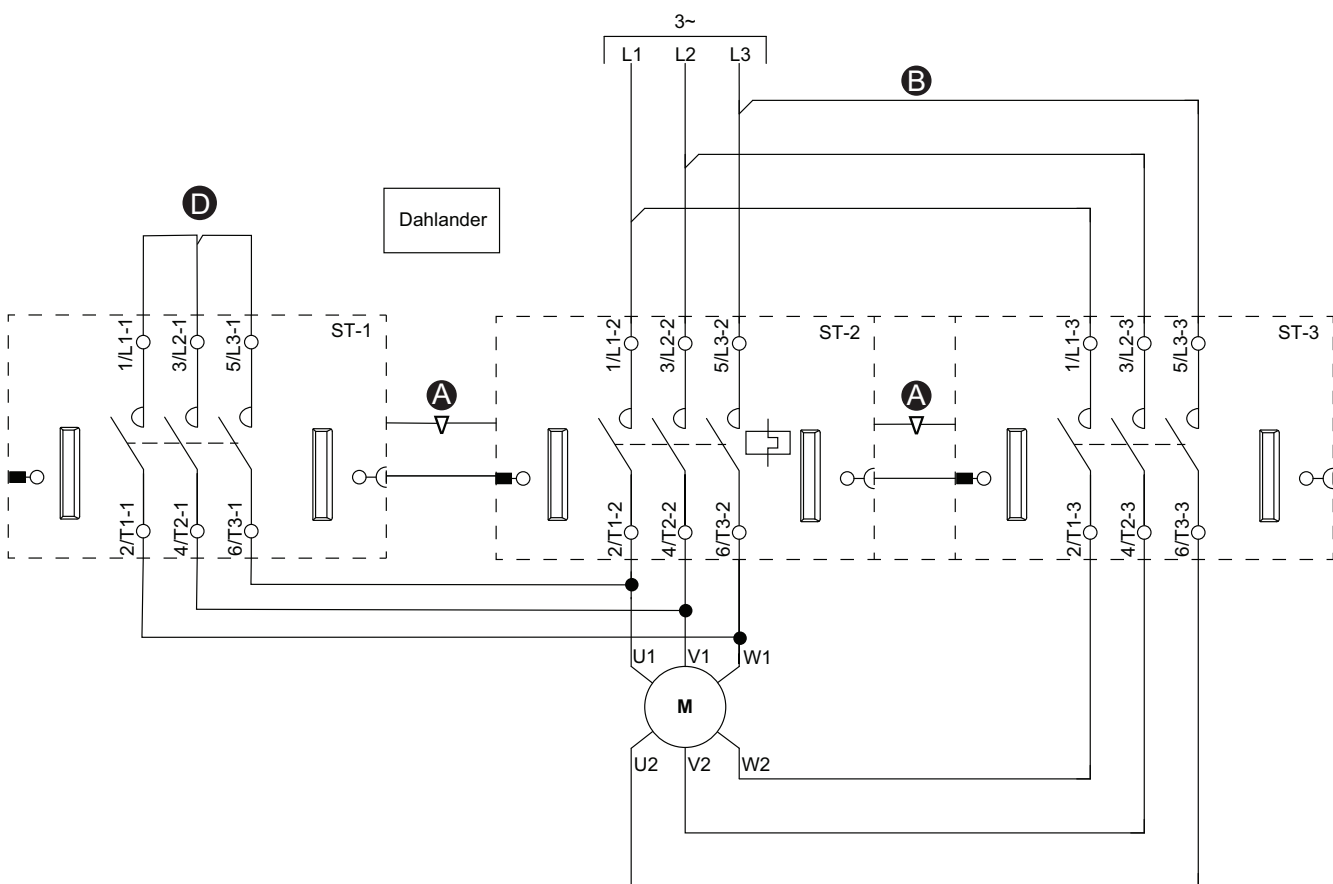 3~
L1 L2 L3
B
D
Dahlander
A
A
ST-1
1/L1-1
3/L2-1
5/L3-1
2/T1-1
4/T2-1
6/T3-1
ST-2
1/L1-2
3/L2-2
5/L3-2
2/T1-2
4/T2-2
6/T3-2
ST-3
1/L1-3
3/L2-3
5/L3-3
2/T1-3
4/T2-3
6/T3-3
U1 V1 W1
M
U2 V2 W2